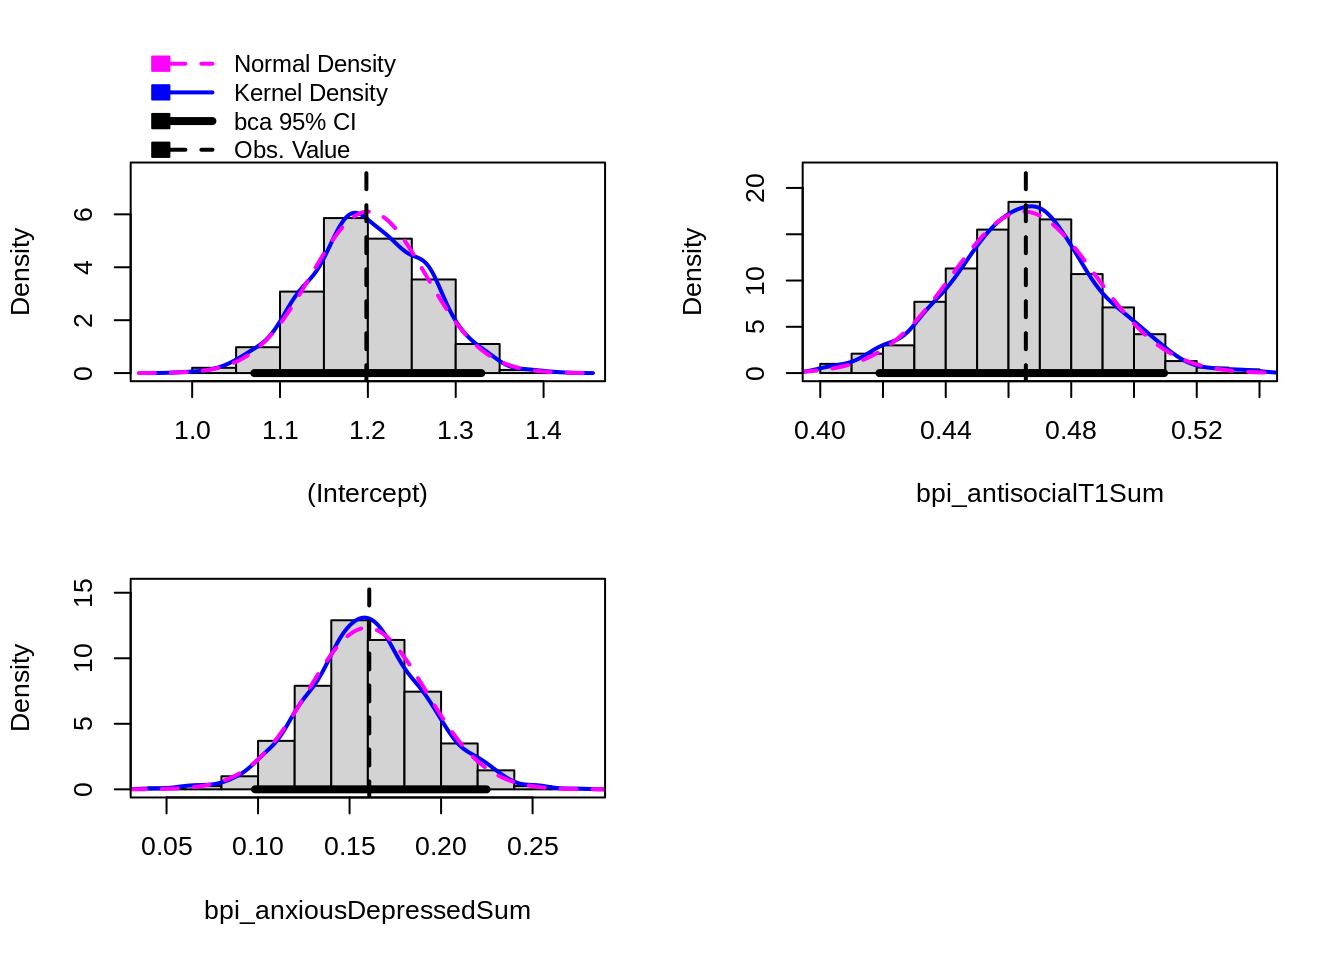 Normal Density
Kernel Density
bca 95% CI
Obs. Value
Density
0 2 4 6
1.0 1.1 1.2 1.3 1.4
(Intercept)
Density
0 5 10 20
0.40 0.44 0.48 0.52
bpi_antisocialT1Sum
Density
0 5 10 15
0.05 0.10 0.15 0.20 0.25
bpi_anxiousDepressedSum